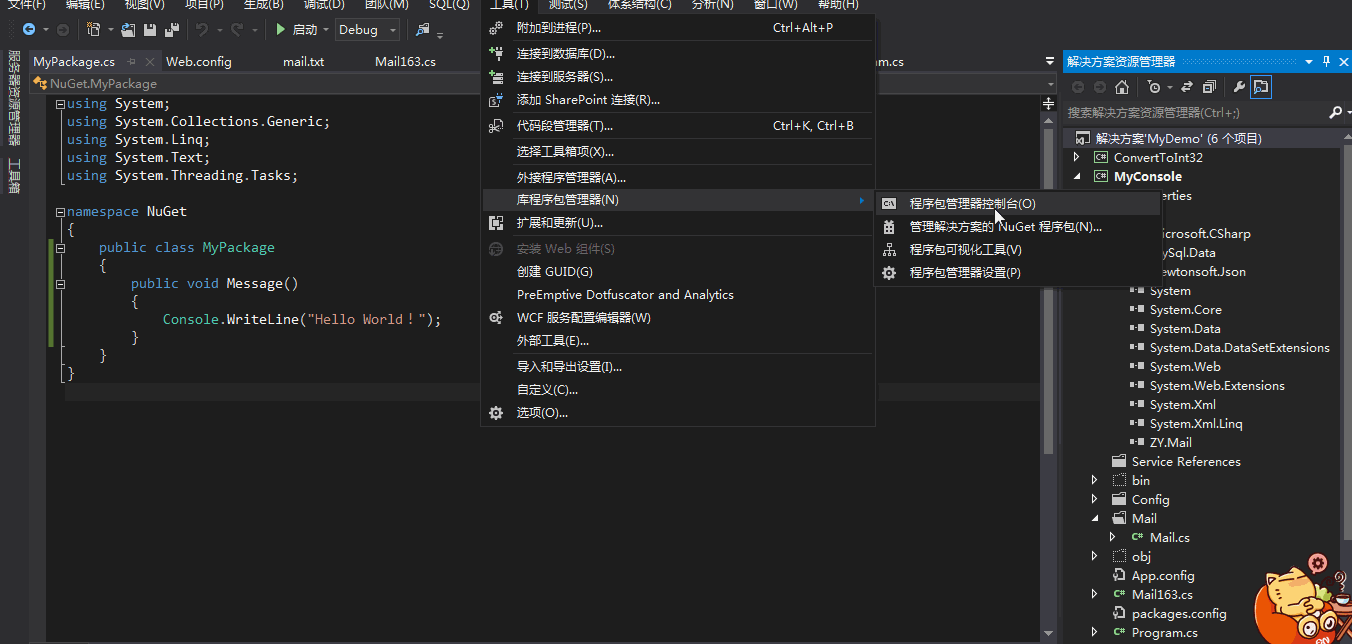 文件(F) 编辑(E) 视图(V) 项目(P) 生成(B) 调试(D) 团队(M) SQL(Q) 工具(T) 测试(S) 体系结构(C) 分析(N) 窗口(W) 帮助(H)
启动 Debug
服务器资源管理器
工具箱
MyPackage.cs Web.config mail.txt Mail163.cs am.cs
NuGet.MyPackage
using System;
using System.Collections.Generic;
using System.Linq;
using System.Text;
using System.Threading.Tasks;
namespace NuGet
{
public class MyPackage
{
public void Message()
{
Console.WriteLine("Hello World！");
}
}
}
附加到进程(P)... Ctrl+Alt+P
连接到数据库(D)...
连接到服务器(S)...
添加 SharePoint 连接(R)...
代码段管理器(T)... Ctrl+K, Ctrl+B
选择工具箱项(X)...
外接程序管理器(A)...
库程序包管理器(N)
扩展和更新(U)...
安装 Web 组件(S)
创建 GUID(G)
PreEmptive Dotfuscator and Analytics
WCF 服务配置编辑器(W)
外部工具(E)...
导入和导出设置(I)...
自定义(C)...
选项(O)...
程序包管理器控制台(O)
管理解决方案的 NuGet 程序包(N)...
程序包可视化工具(V)
程序包管理器设置(P)
解决方案资源管理器
搜索解决方案资源管理器(Ctrl+;)
解决方案'MyDemo' (6 个项目)
C# ConvertToInt32
C# MyConsole
erties
icrosoft.CSharp
ySql.Data
ewtonsoft.Json
System
System.Core
System.Data
System.Data.DataSetExtensions
System.Web
System.Web.Extensions
System.Xml
System.Xml.Linq
ZY.Mail
Service References
bin
Config
Mail
C# Mail.cs
obj
App.config
C# Mail163.cs
packages.config
C# Program.cs